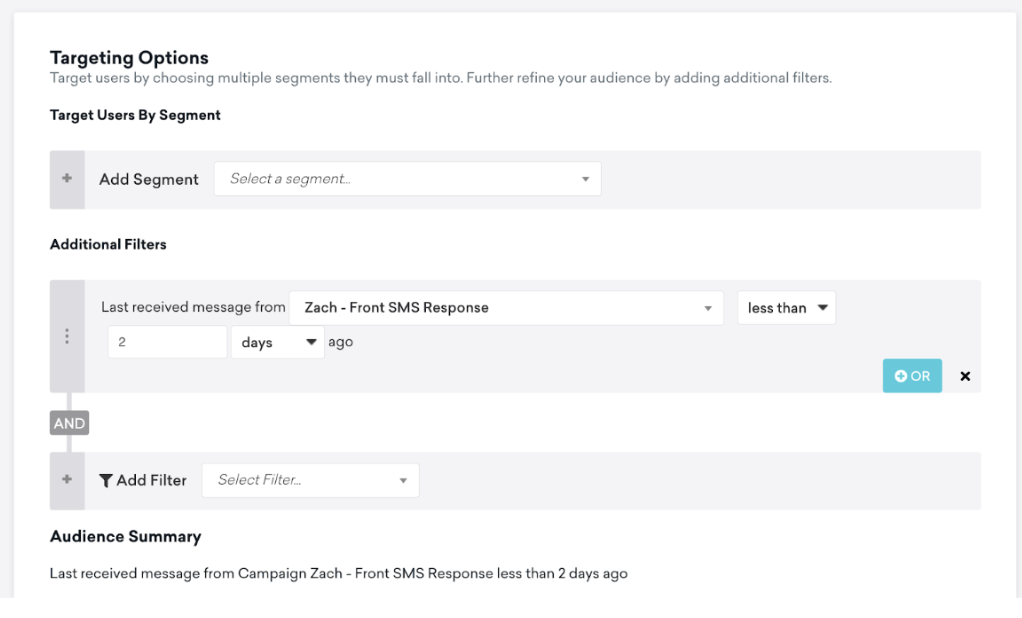 Targeting Options
Target users by choosing multiple segments they must fall into. Further refine your audience by adding additional filters.
Target Users By Segment
+ Add Segment Select a segment...
Additional Filters
Last received message from Zach - Front SMS Response less than
2 days ago
OR
AND
+ Add Filter Select Filter...
Audience Summary
Last received message from Campaign Zach - Front SMS Response less than 2 days ago